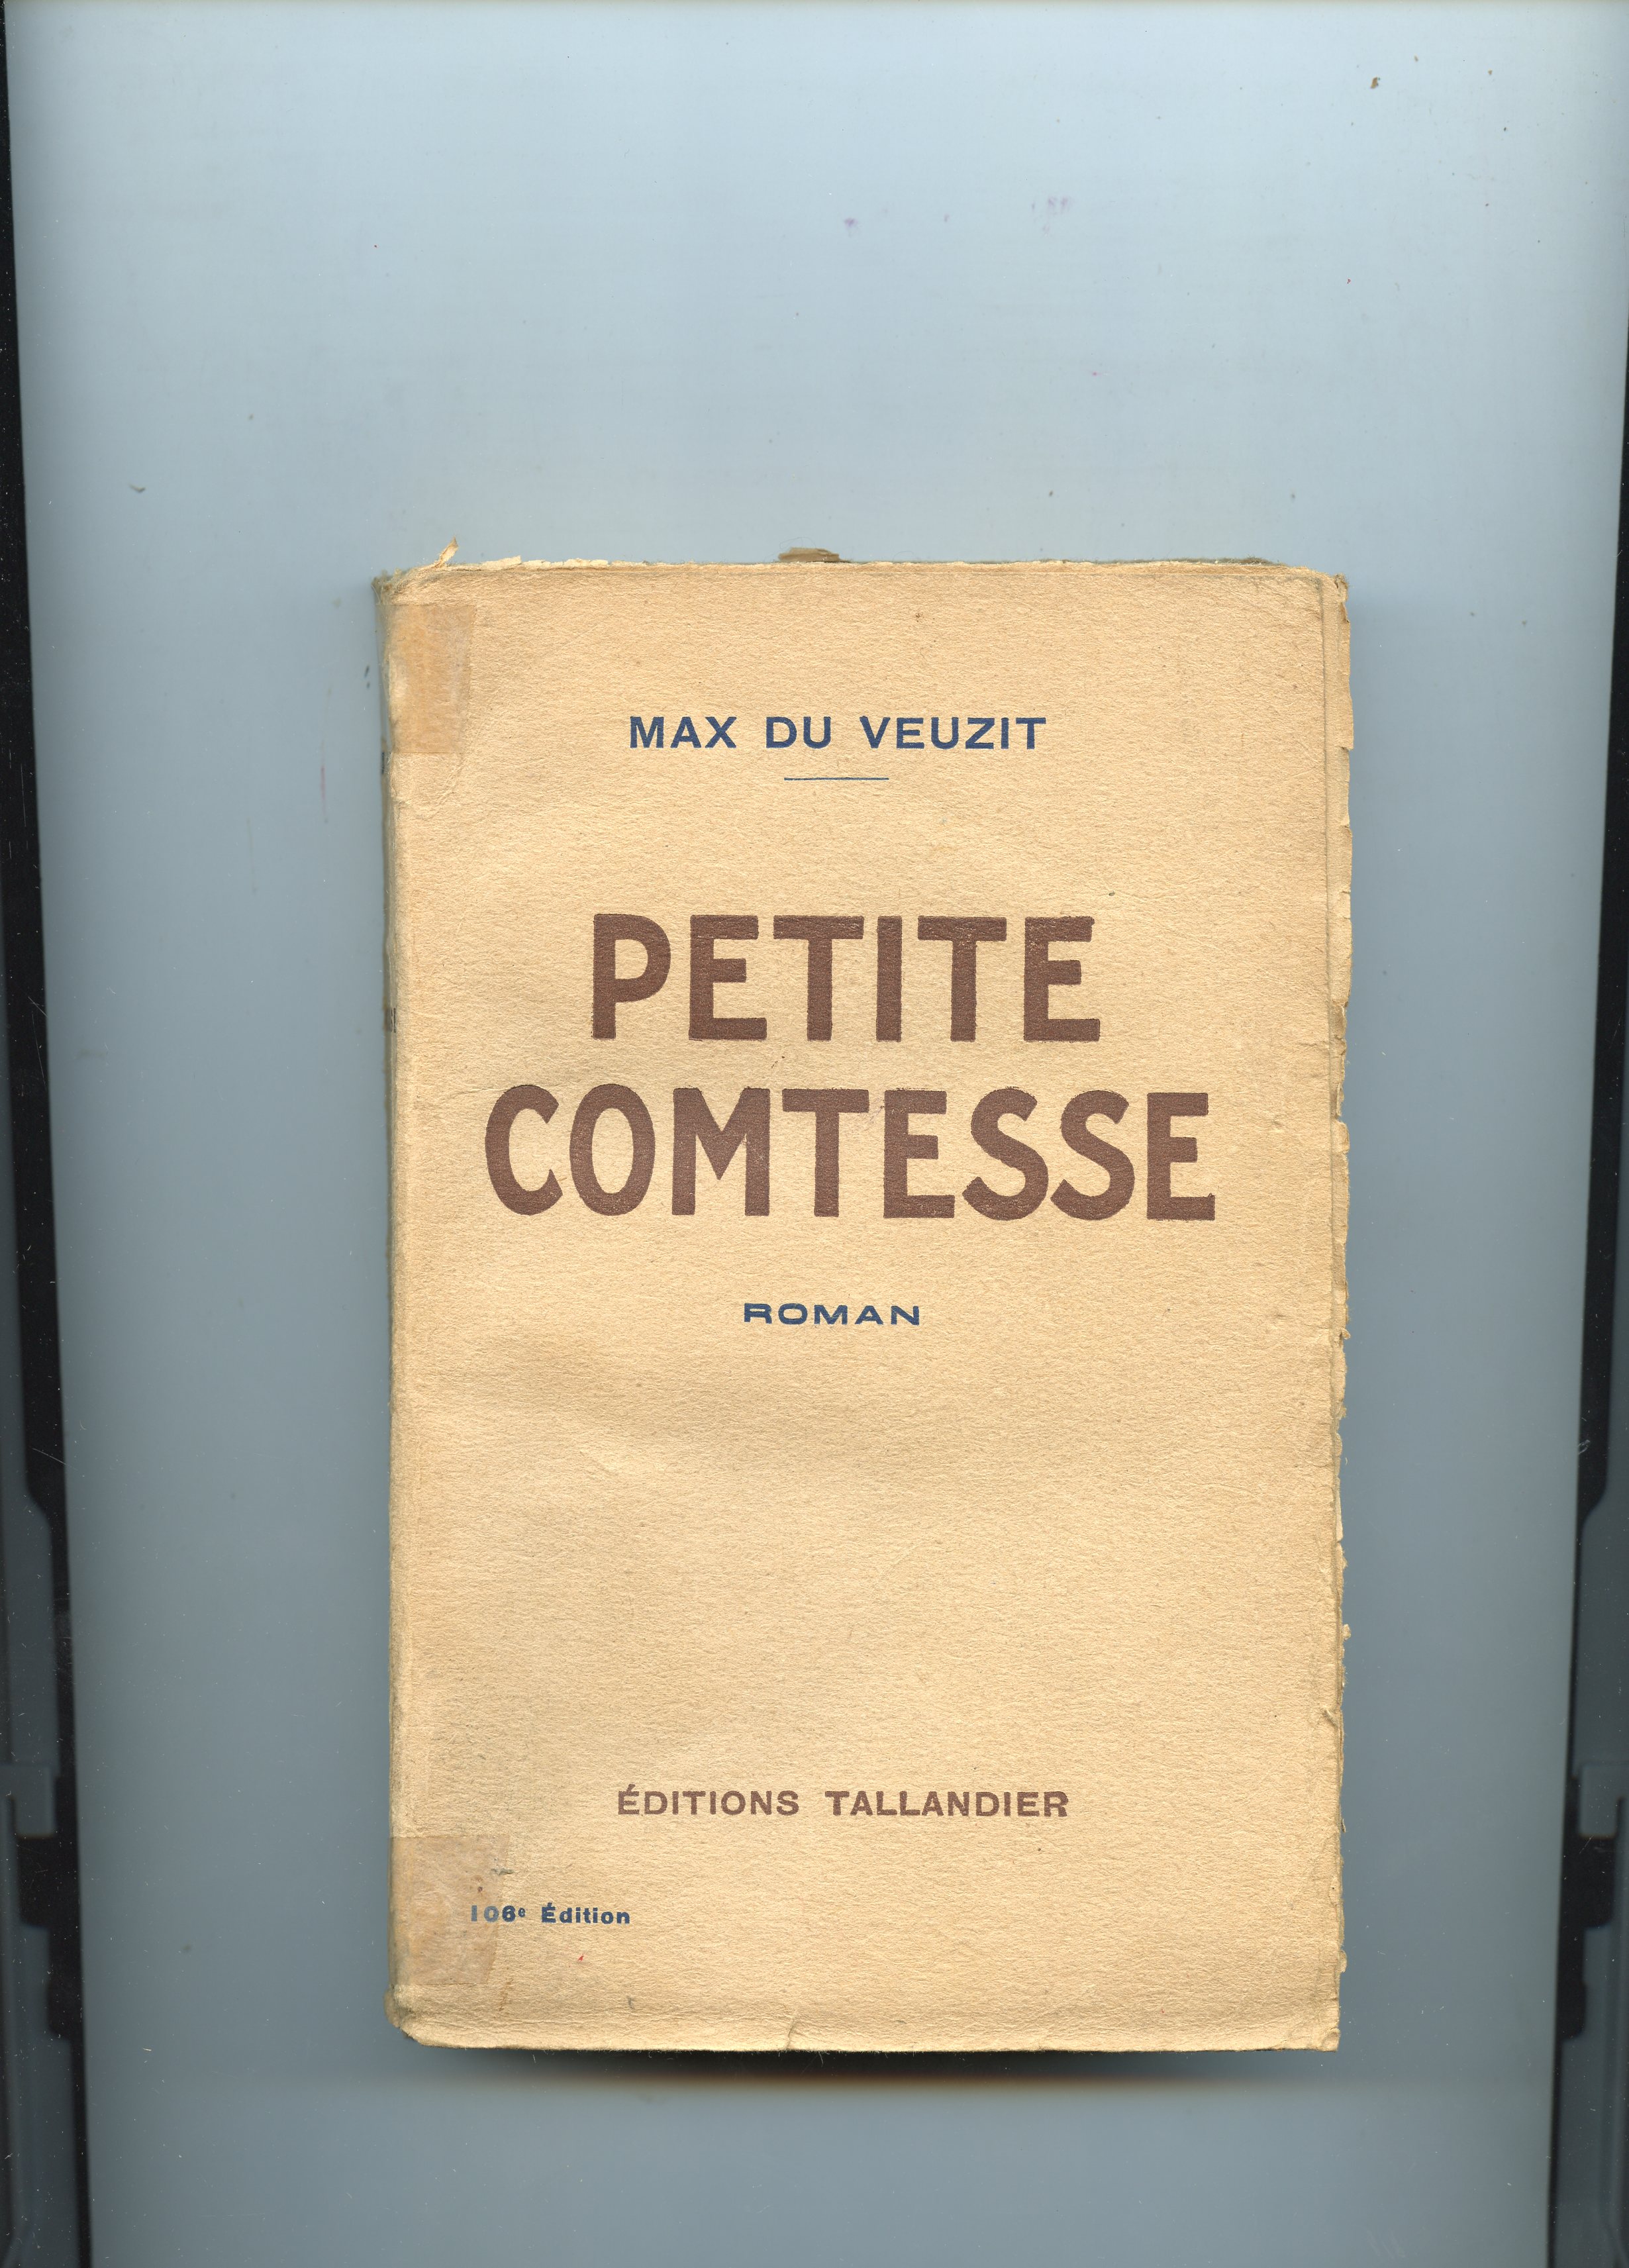 MAX DU VEUZIT
PETITE
COMTESSE
ROMAN
ÉDITIONS TALLANDIER
106e Édition